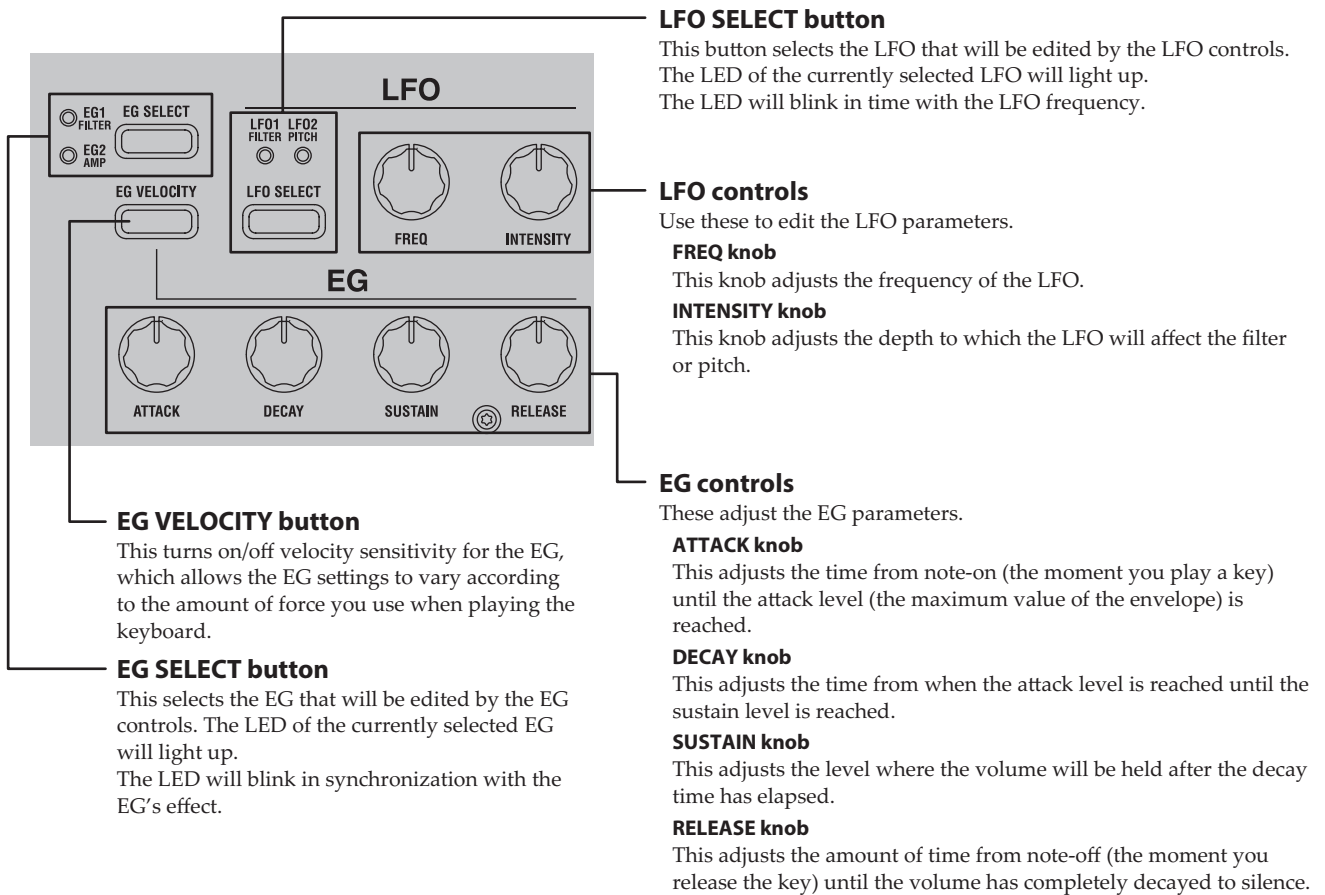 LFO SELECT button
This button selects the LFO that will be edited by the LFO controls.
The LED of the currently selected LFO will light up.
The LED will blink in time with the LFO frequency.
LFO
EG1
FILTER
EG SELECT
EG2
AMP
LFO1 LFO2
FILTER PITCH
EG VELOCITY
LFO SELECT
FREQ
INTENSITY
EG
ATTACK
DECAY
SUSTAIN
RELEASE
LFO controls
Use these to edit the LFO parameters.
FREQ knob
This knob adjusts the frequency of the LFO.
INTENSITY knob
This knob adjusts the depth to which the LFO will affect the filter
or pitch.
EG VELOCITY button
This turns on/off velocity sensitivity for the EG,
which allows the EG settings to vary according
to the amount of force you use when playing the
keyboard.
EG SELECT button
This selects the EG that will be edited by the EG
controls. The LED of the currently selected EG
will light up.
The LED will blink in synchronization with the
EG's effect.
EG controls
These adjust the EG parameters.
ATTACK knob
This adjusts the time from note-on (the moment you play a key)
until the attack level (the maximum value of the envelope) is
reached.
DECAY knob
This adjusts the time from when the attack level is reached until the
sustain level is reached.
SUSTAIN knob
This adjusts the level where the volume will be held after the decay
time has elapsed.
RELEASE knob
This adjusts the amount of time from note-off (the moment you
release the key) until the volume has completely decayed to silence.